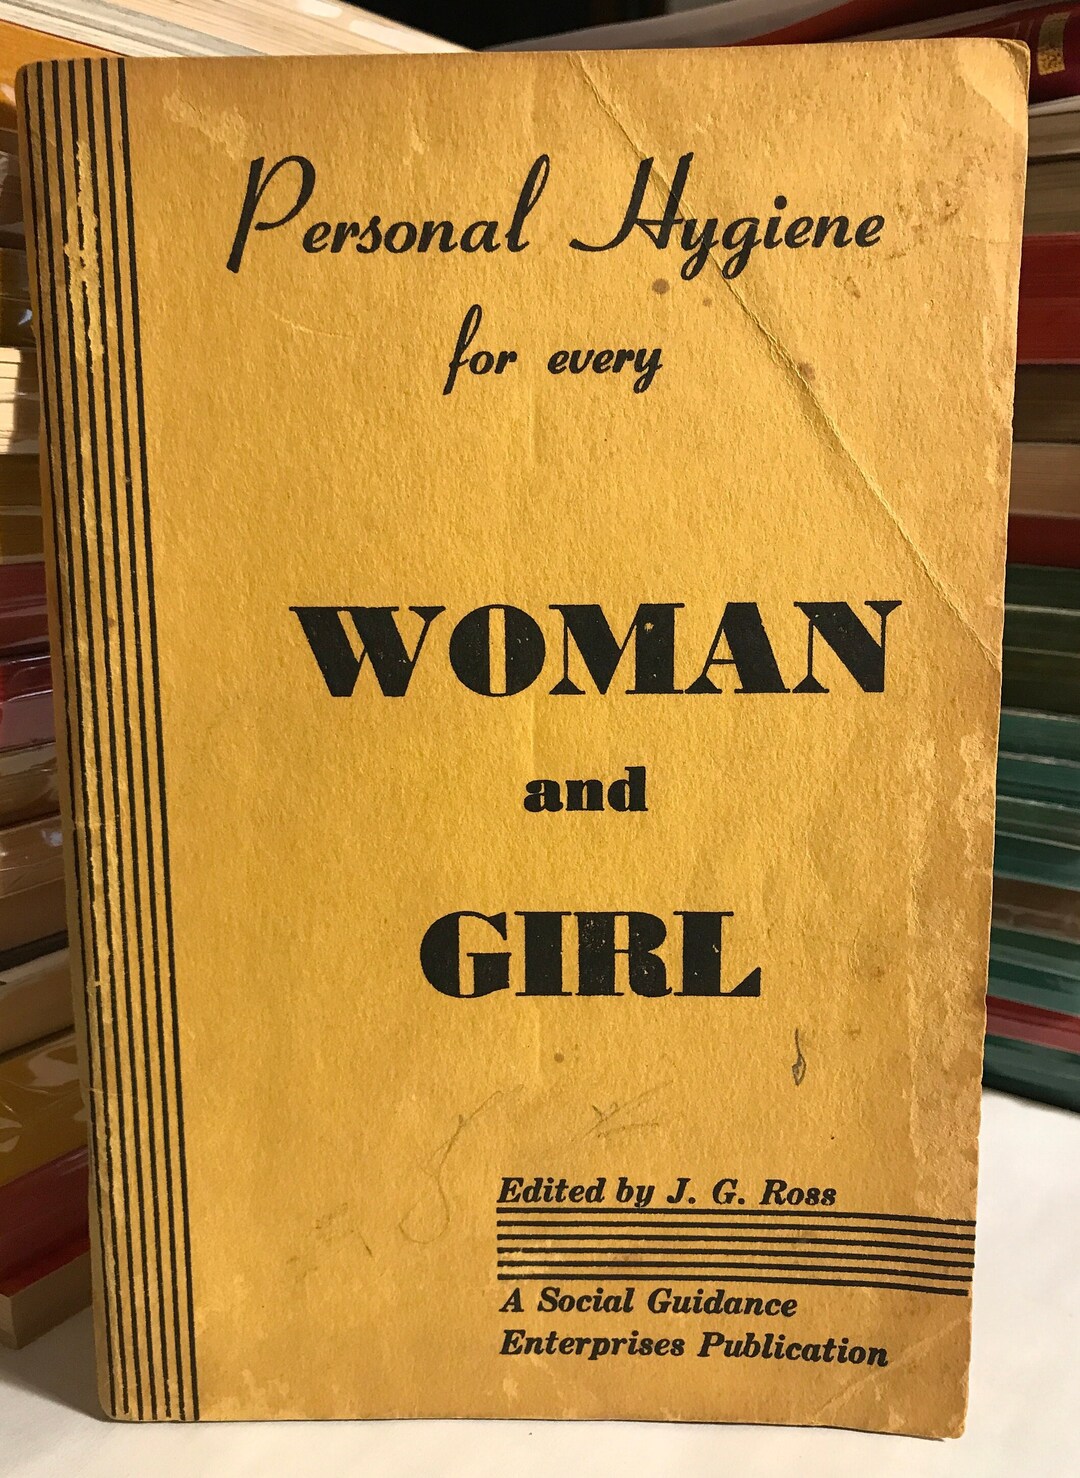 Personal Hygiene
for every
WOMAN
and
GIRL
Edited by J. G. Ross
A Social Guidance
Enterprises Publication